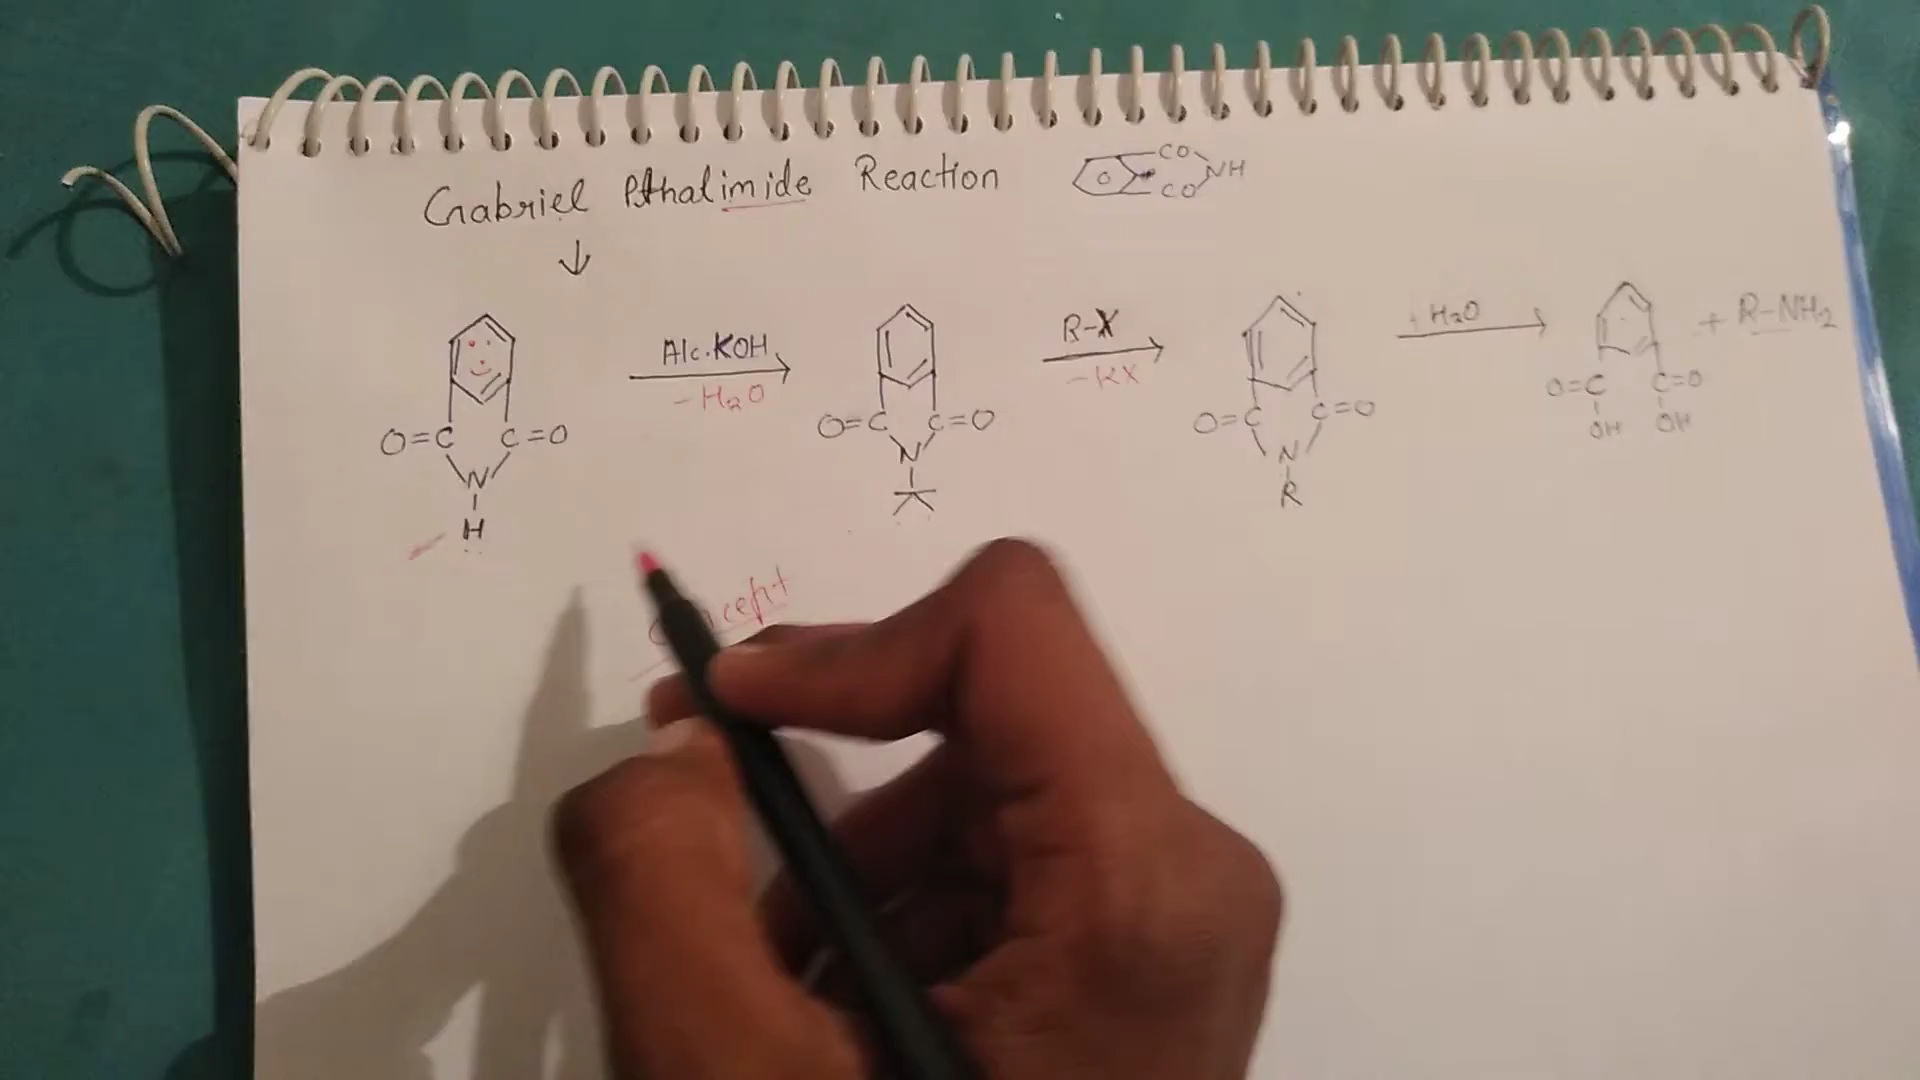 Gabriel Pthalimide Reaction
CO
NH
CO
Alc.KOH
-H2O
R-X
-KX
+H2O
+ R-NH2
O=C C=O
N
H
O=C C=O
N
K
O=C C=O
N
R
O=C C=O
OH OH